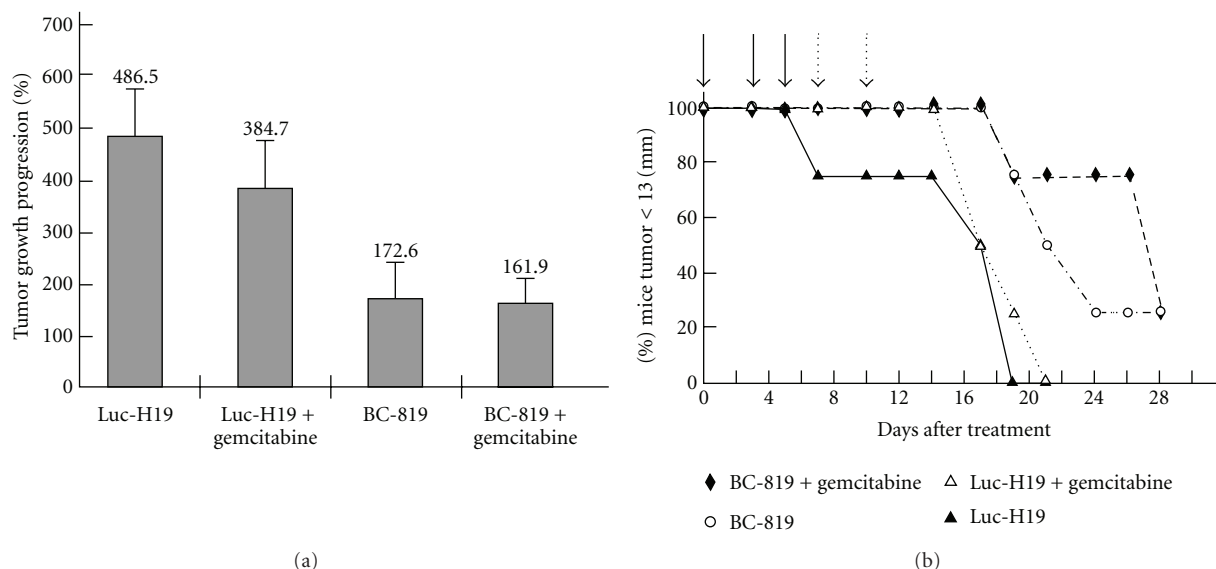 700
600
500
400
300
200
100
0
Tumor growth progression (%)
486.5
384.7
172.6
161.9
Luc-H19
Luc-H19 +
gemcitabine
BC-819
BC-819 +
gemcitabine
(a)
100
80
60
40
20
0
(%) mice tumor < 13 (mm)
0 4 8 12 16 20 24 28
Days after treatment
BC-819 + gemcitabine
BC-819
Luc-H19 + gemcitabine
Luc-H19
(b)